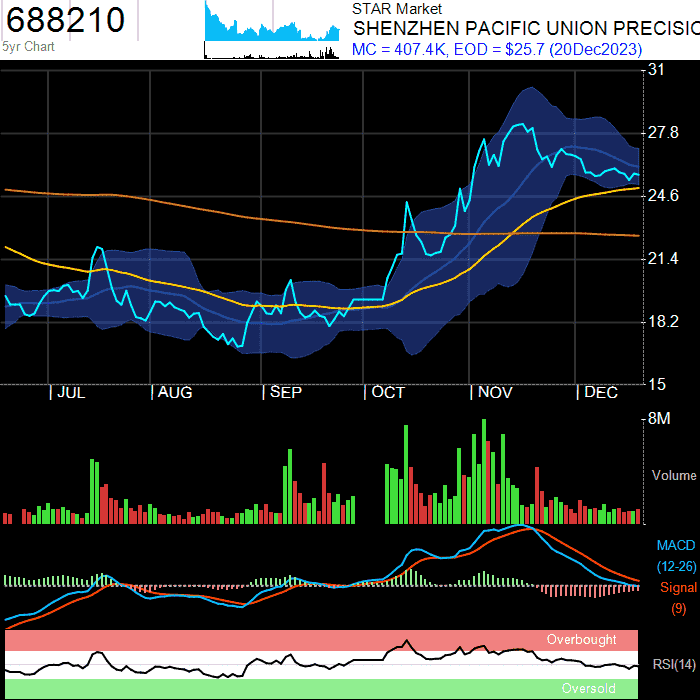 688210
5yr Chart
STAR Market
SHENZHEN PACIFIC UNION PRECISIO
MC = 407.4K, EOD = $25.7 (20Dec2023)
31
27.8
24.6
21.4
18.2
15
| JUL | AUG | SEP | OCT | NOV | DEC
8M
Volume
MACD
(12-26)
Signal
(9)
Overbought
RSI(14)
Oversold